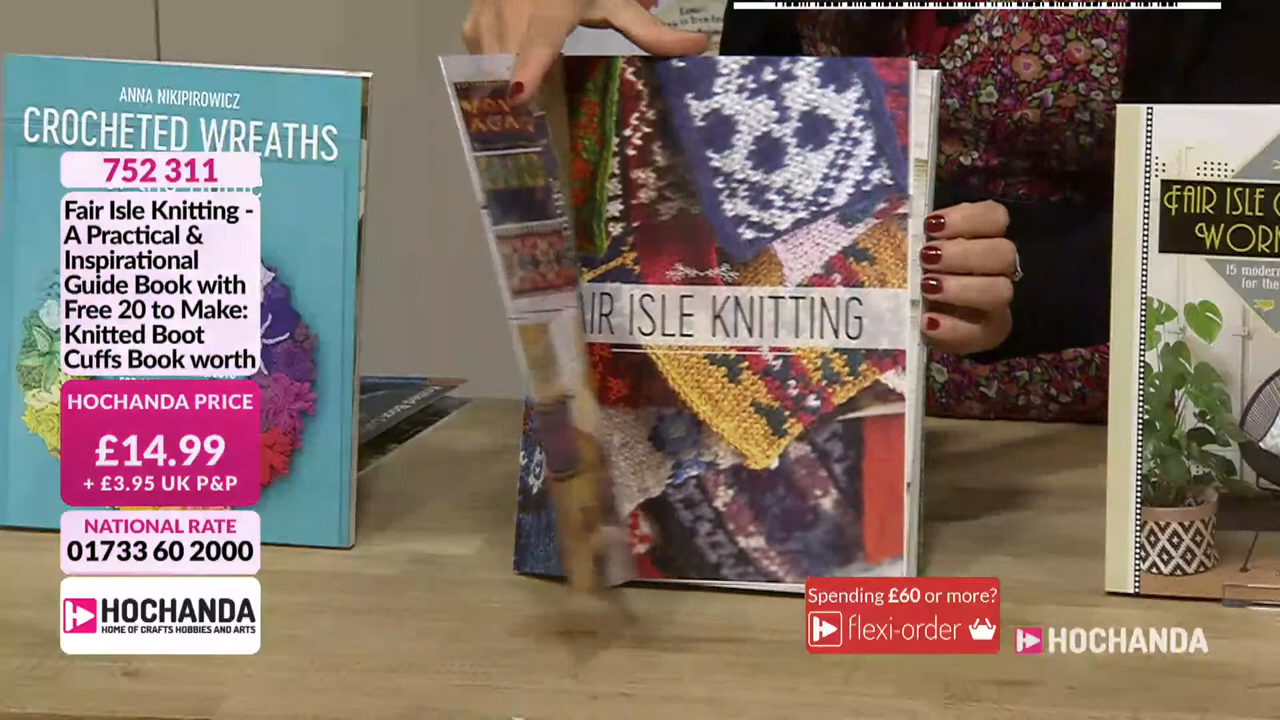 ANNA NIKIPIROWICZ
CROCHETED WREATHS
752 311
Fair Isle Knitting -
A Practical &
Inspirational
Guide Book with
Free 20 to Make:
Knitted Boot
Cuffs Book worth
HOCHANDA PRICE
£14.99
+ £3.95 UK P&P
NATIONAL RATE
01733 60 2000
HOCHANDA
HOME OF CRAFTS HOBBIES AND ARTS
AIR ISLE KNITTING
FAIR ISLE
WOR
15 moder
for the
Spending £60 or more?
flexi-order
HOCHANDA